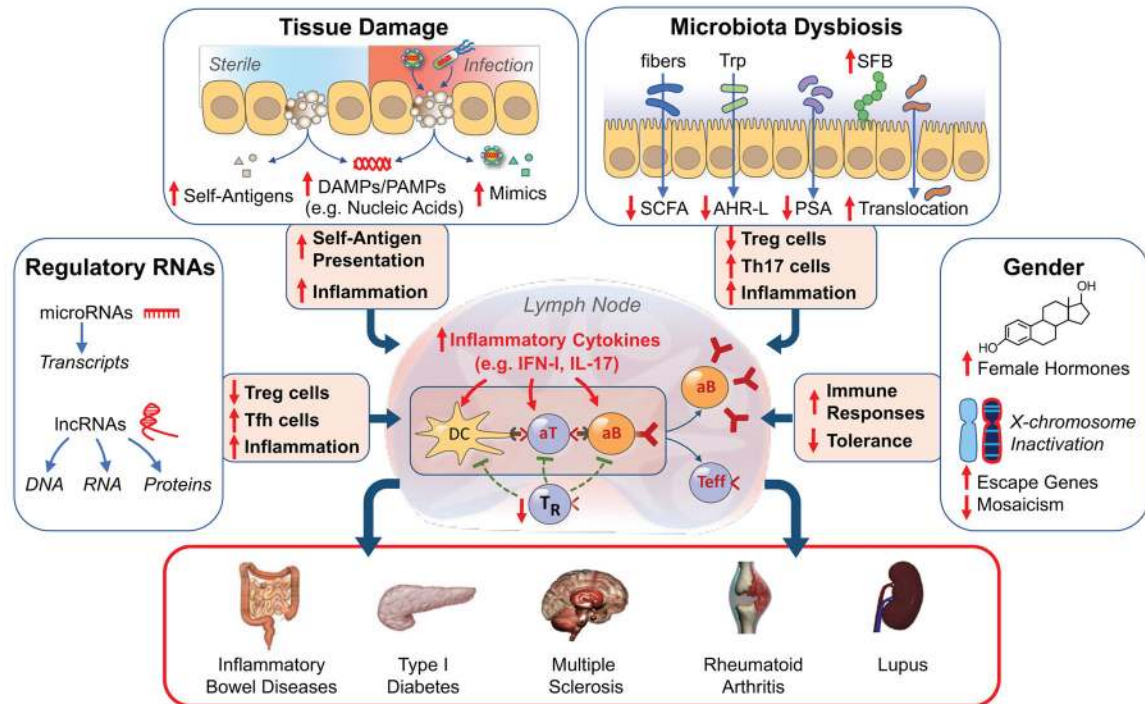 Tissue Damage
Sterile
Infection
Self-Antigens
DAMPs/PAMPs
(e.g. Nucleic Acids)
Mimics
Microbiota Dysbiosis
fibers
Trp
SFB
SCFA
AHR-L
PSA
Translocation
Self-Antigen
Presentation
Inflammation
Treg cells
Th17 cells
Inflammation
Regulatory RNAs
microRNAs
Transcripts
lncRNAs
DNA
RNA
Proteins
Treg cells
Tfh cells
Inflammation
Lymph Node
Inflammatory Cytokines
(e.g. IFN-I, IL-17)
DC
aT
aB
aB
Teff
TR
Immune
Responses
Tolerance
Gender
OH
HO
Female Hormones
X-chromosome
Inactivation
Escape Genes
Mosaicism
Inflammatory
Bowel Diseases
Type I
Diabetes
Multiple
Sclerosis
Rheumatoid
Arthritis
Lupus